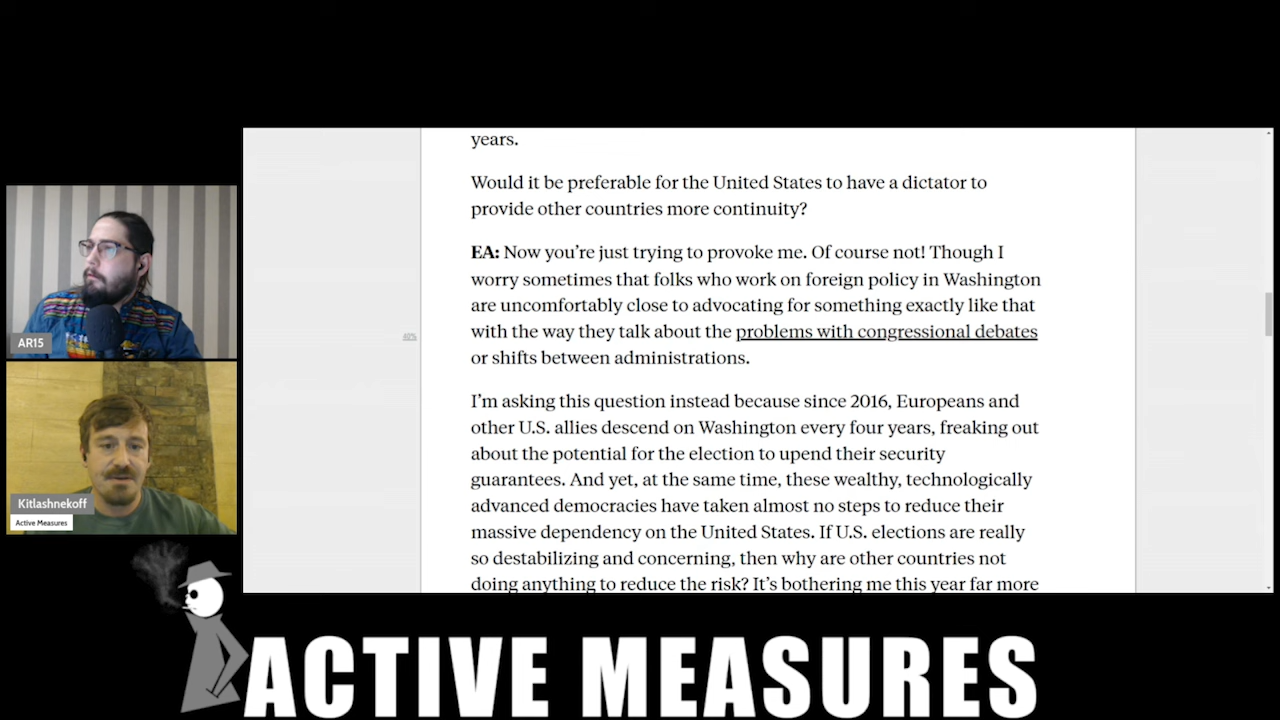 years.
Would it be preferable for the United States to have a dictator to
provide other countries more continuity?
EA: Now you’re just trying to provoke me. Of course not! Though I
worry sometimes that folks who work on foreign policy in Washington
are uncomfortably close to advocating for something exactly like that
with the way they talk about the problems with congressional debates
or shifts between administrations.
I’m asking this question instead because since 2016, Europeans and
other U.S. allies descend on Washington every four years, freaking out
about the potential for the election to upend their security
guarantees. And yet, at the same time, these wealthy, technologically
advanced democracies have taken almost no steps to reduce their
massive dependency on the United States. If U.S. elections are really
so destabilizing and concerning, then why are other countries not
doing anything to reduce the risk? It’s bothering me this year far more
AR15
Kitlashnekoff
Active Measures
ACTIVE MEASURES